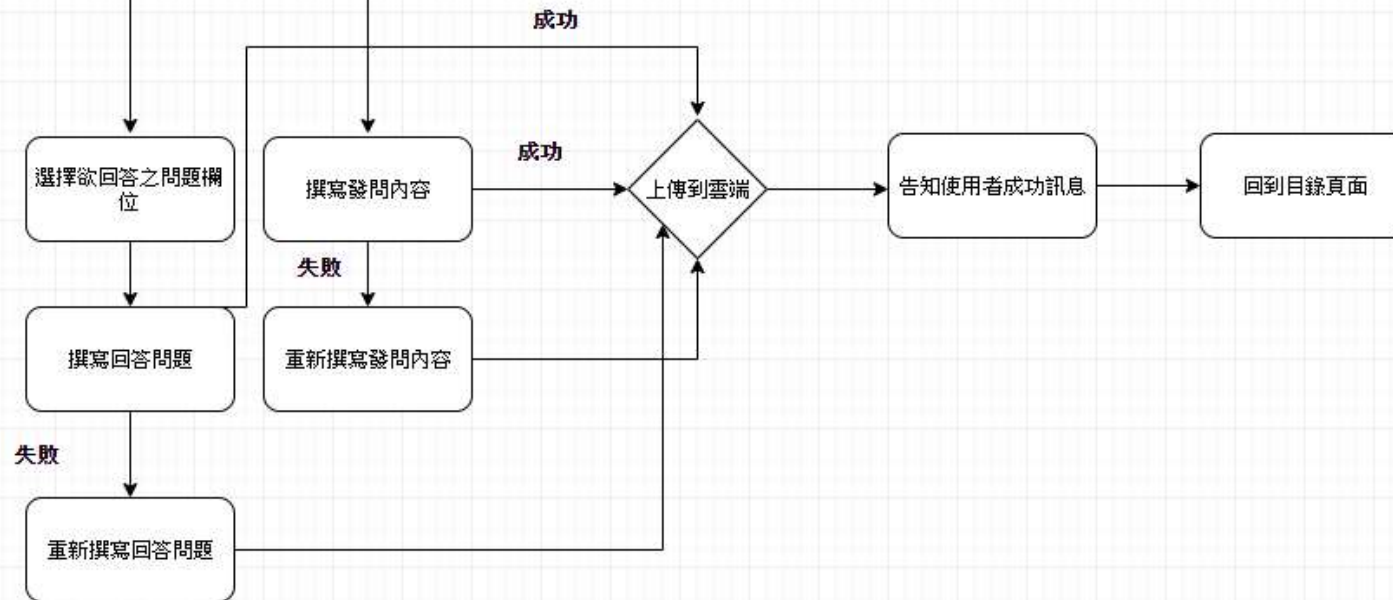 成功
選擇欲回答之問題欄
位
撰寫發問內容
成功
上傳到雲端
告知使用者成功訊息
回到目錄頁面
失敗
撰寫回答問題
重新撰寫發問內容
失敗
重新撰寫回答問題